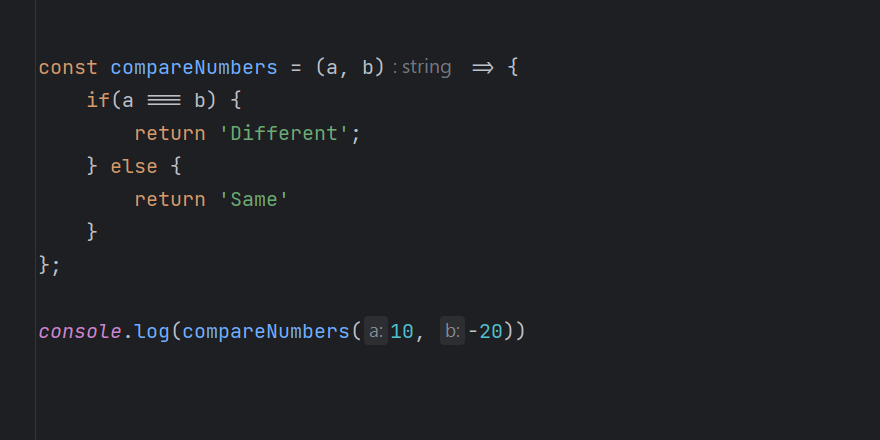 const compareNumbers = (a, b) : string => {
    if(a === b) {
        return 'Different';
    } else {
        return 'Same'
    }
};
console.log(compareNumbers( a: 10,  b: -20))